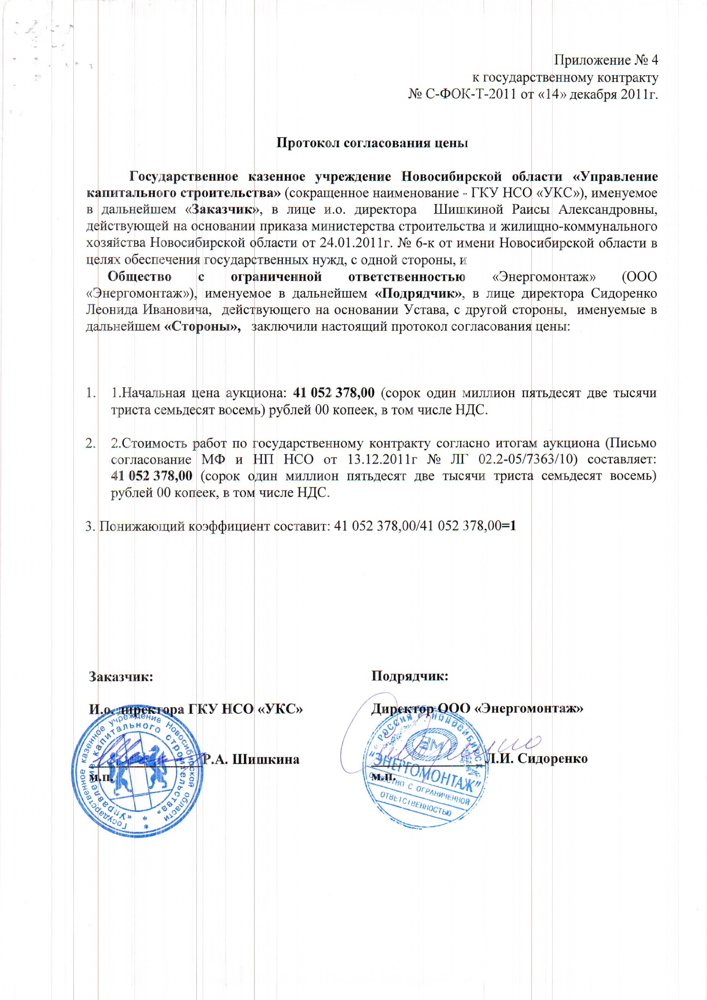 Приложение № 4
к государственному контракту
№ С-ФОК-Т-2011 от «14» декабря 2011г.
Протокол согласования цены
Государственное казенное учреждение Новосибирской области «Управление
капитального строительства» (сокращенное наименование - ГКУ НСО «УКС»), именуемое
в дальнейшем «Заказчик», в лице и.о. директора Шишкиной Раисы Александровны,
действующей на основании приказа министерства строительства и жилищно-коммунального
хозяйства Новосибирской области от 24.01.2011г. № 6-к от имени Новосибирской области в
целях обеспечения государственных нужд, с одной стороны, и
Общество с ограниченной ответственностью «Энергомонтаж» (ООО
«Энергомонтаж»), именуемое в дальнейшем «Подрядчик», в лице директора Сидоренко
Леонида Ивановича, действующего на основании Устава, с другой стороны, именуемые в
дальнейшем «Стороны», заключили настоящий протокол согласования цены:
1. 1.Начальная цена аукциона: 41 052 378,00 (сорок один миллион пятьдесят две тысячи
триста семьдесят восемь) рублей 00 копеек, в том числе НДС.
2. 2.Стоимость работ по государственному контракту согласно итогам аукциона (Письмо
согласование МФ и НП НСО от 13.12.2011г № ЛГ 02.2-05/7363/10) составляет:
41 052 378,00 (сорок один миллион пятьдесят две тысячи триста семьдесят восемь)
рублей 00 копеек, в том числе НДС.
3. Понижающий коэффициент составит: 41 052 378,00/41 052 378,00=1
Заказчик:
И.о. директора ГКУ НСО «УКС»
Р.А. Шишкина
м.п.
Государственное казенное учреждение Новосибирской области
«Управление капитального строительства»
Подрядчик:
Директор ООО «Энергомонтаж»
Л.И. Сидоренко
м.п.
РОССИЯ г. НОВОСИБИРСК
ЭМ
"ЭНЕРГОМОНТАЖ"
ОБЩЕСТВО С ОГРАНИЧЕННОЙ
ОТВЕТСТВЕННОСТЬЮ